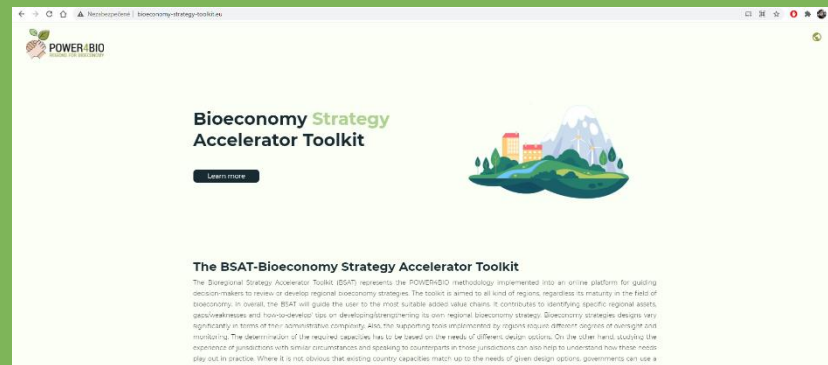 Nezabezpečené | bioeconomy-strategy-toolkit.eu
POWER4BIO
Bioeconomy Strategy
Accelerator Toolkit
Learn more
The BSAT-Bioeconomy Strategy Accelerator Toolkit
The Bioregional Strategy Accelerator Toolkit (BSAT) represents the POWER4BIO methodology implemented into an online platform for guiding
decision-makers to review or develop regional bioeconomy strategies. The toolkit is aimed to all kind of regions, regardless its maturity in the field of
bioeconomy. In overall, the BSAT will guide the user to the most suitable added value chains. It contributes to identifying specific regional assets,
gaps/weaknesses and how-to-develop' tips on developing/strengthening its own regional bioeconomy strategy. Bioeconomy strategies designs vary
significantly in terms of their administrative complexity. Also, the supporting tools implemented by regions require different degrees of oversight and
monitoring. The determination of the required capacities has to be based on the needs of different design options. On the other hand, studying the
experience of jurisdictions with similar circumstances and speaking to counterparts in those jurisdictions can also help to understand how these needs
play out in practice. Where it is not obvious that existing country capacities match up to the needs of given design options, governments can use a